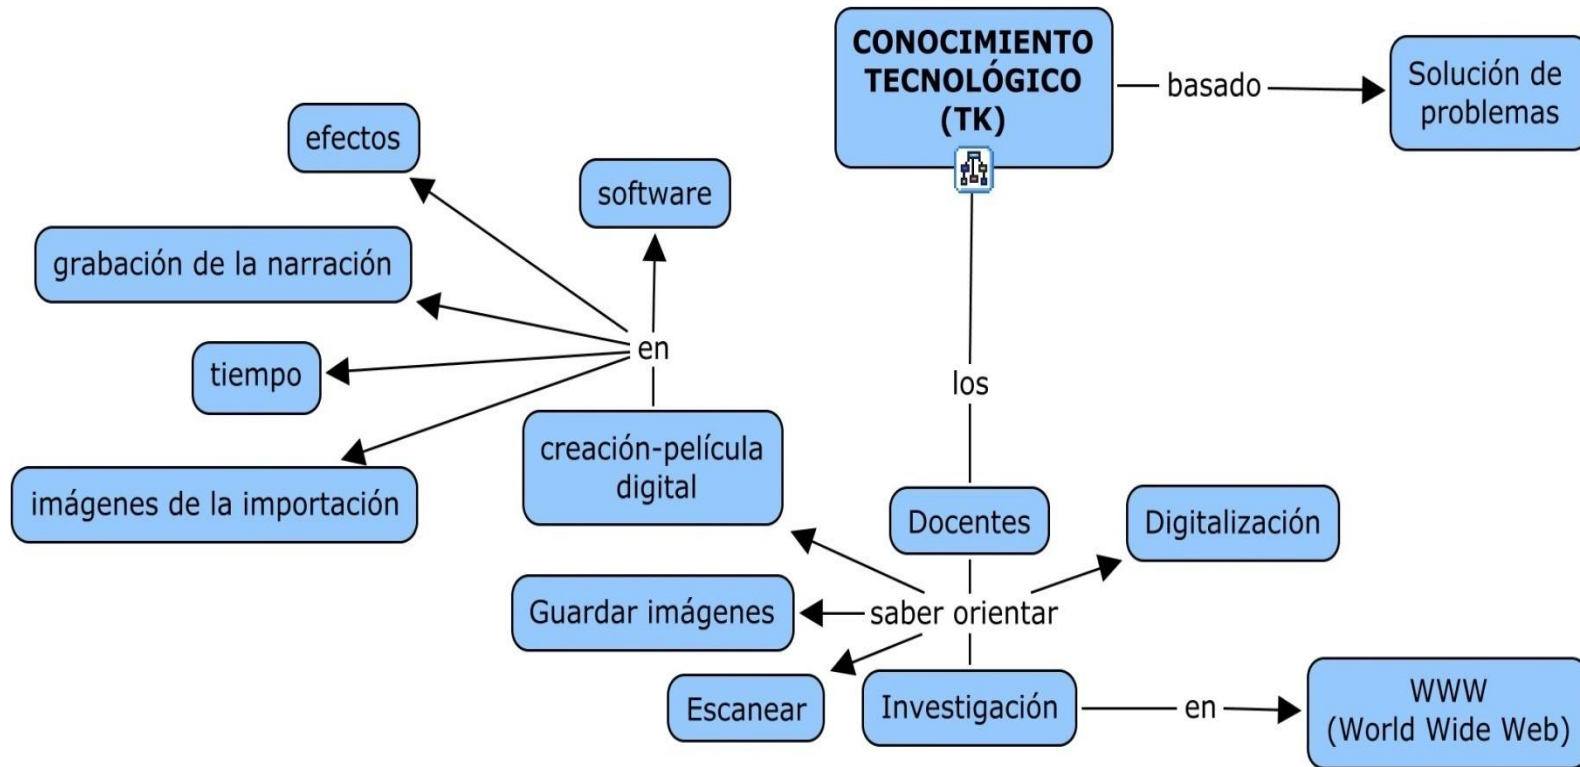 CONOCIMIENTO
TECNOLÓGICO
(TK)
basado
Solución de
problemas
efectos
software
grabación de la narración
en
tiempo
los
creación-película
digital
imágenes de la importación
Docentes
Digitalización
Guardar imágenes
saber orientar
Escanear
Investigación
en
WWW
(World Wide Web)